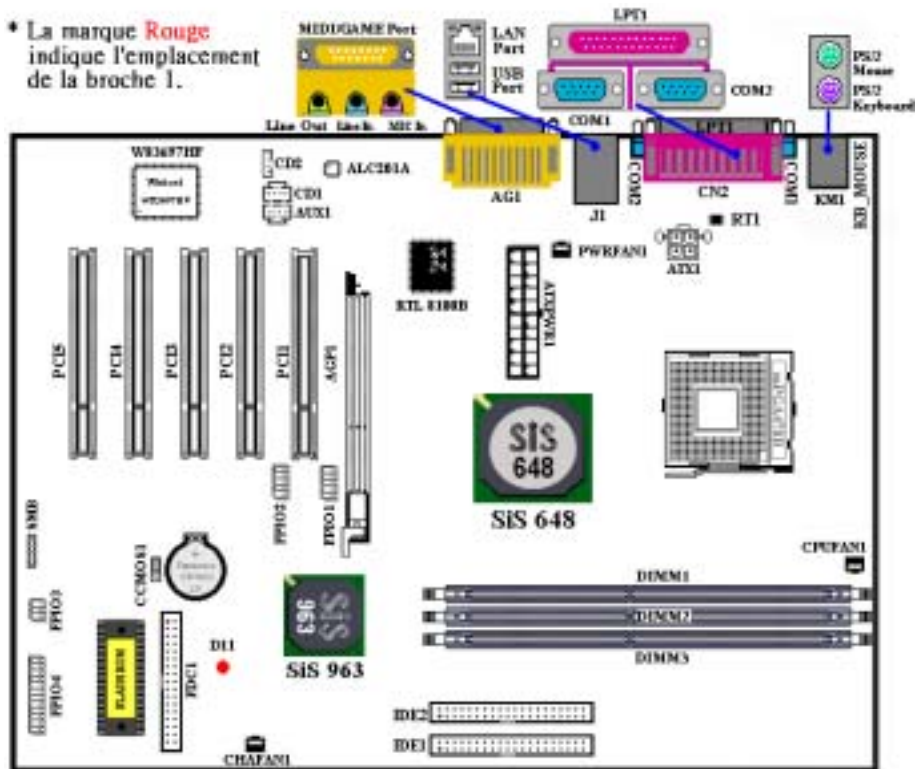 * La marque Rouge
indique l'emplacement
de la broche 1.
MIDI/GAME Port
Line Out
Line In
MIC In
LAN
Port
USB
Port
LPT1
COM1
COM2
PS/2
Mouse
PS/2
Keyboard
W83697HF
CD2
ALC201A
CD1
AUX1
AG1
J1
COM2
LPT1
CN2
COM1
KM1
KB_MOUSE
RT1
PWRFAN1
ATX1
RTL 8100B
ATXPWR1
PCI5
PCI4
PCI3
PCI2
PCI1
AGP1
SiS
648
SiS 648
FPIO2
FPIO1
SMB
CCMOS1
CPUFAN1
DIMM1
DIMM2
DIMM3
FPIO3
FPIO4
FLASH ROM
FDC1
D11
SiS
963
SiS 963
IDE2
IDE1
CHAFAN1